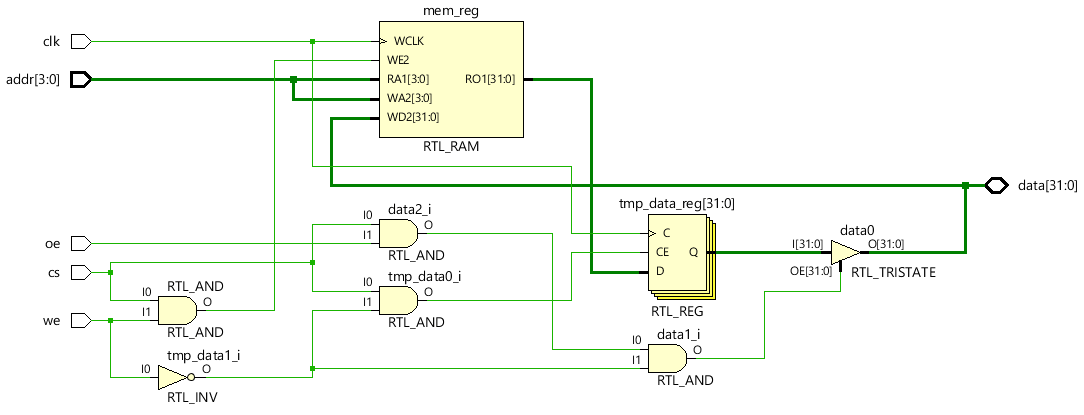 mem_reg
clk
WCLK
WE2
addr[3:0]
RA1[3:0]
RO1[31:0]
WA2[3:0]
WD2[31:0]
RTL_RAM
data[31:0]
data2_i
tmp_data_reg[31:0]
I0
O
oe
I1
C
data0
RTL_AND
CE
Q
I[31:0]
O[31:0]
cs
tmp_data0_i
D
OE[31:0]
RTL_TRISTATE
RTL_AND
I0
O
I0
O
I1
I1
RTL_REG
we
RTL_AND
RTL_AND
data1_i
I0
O
tmp_data1_i
I1
I0
O
RTL_AND
RTL_INV